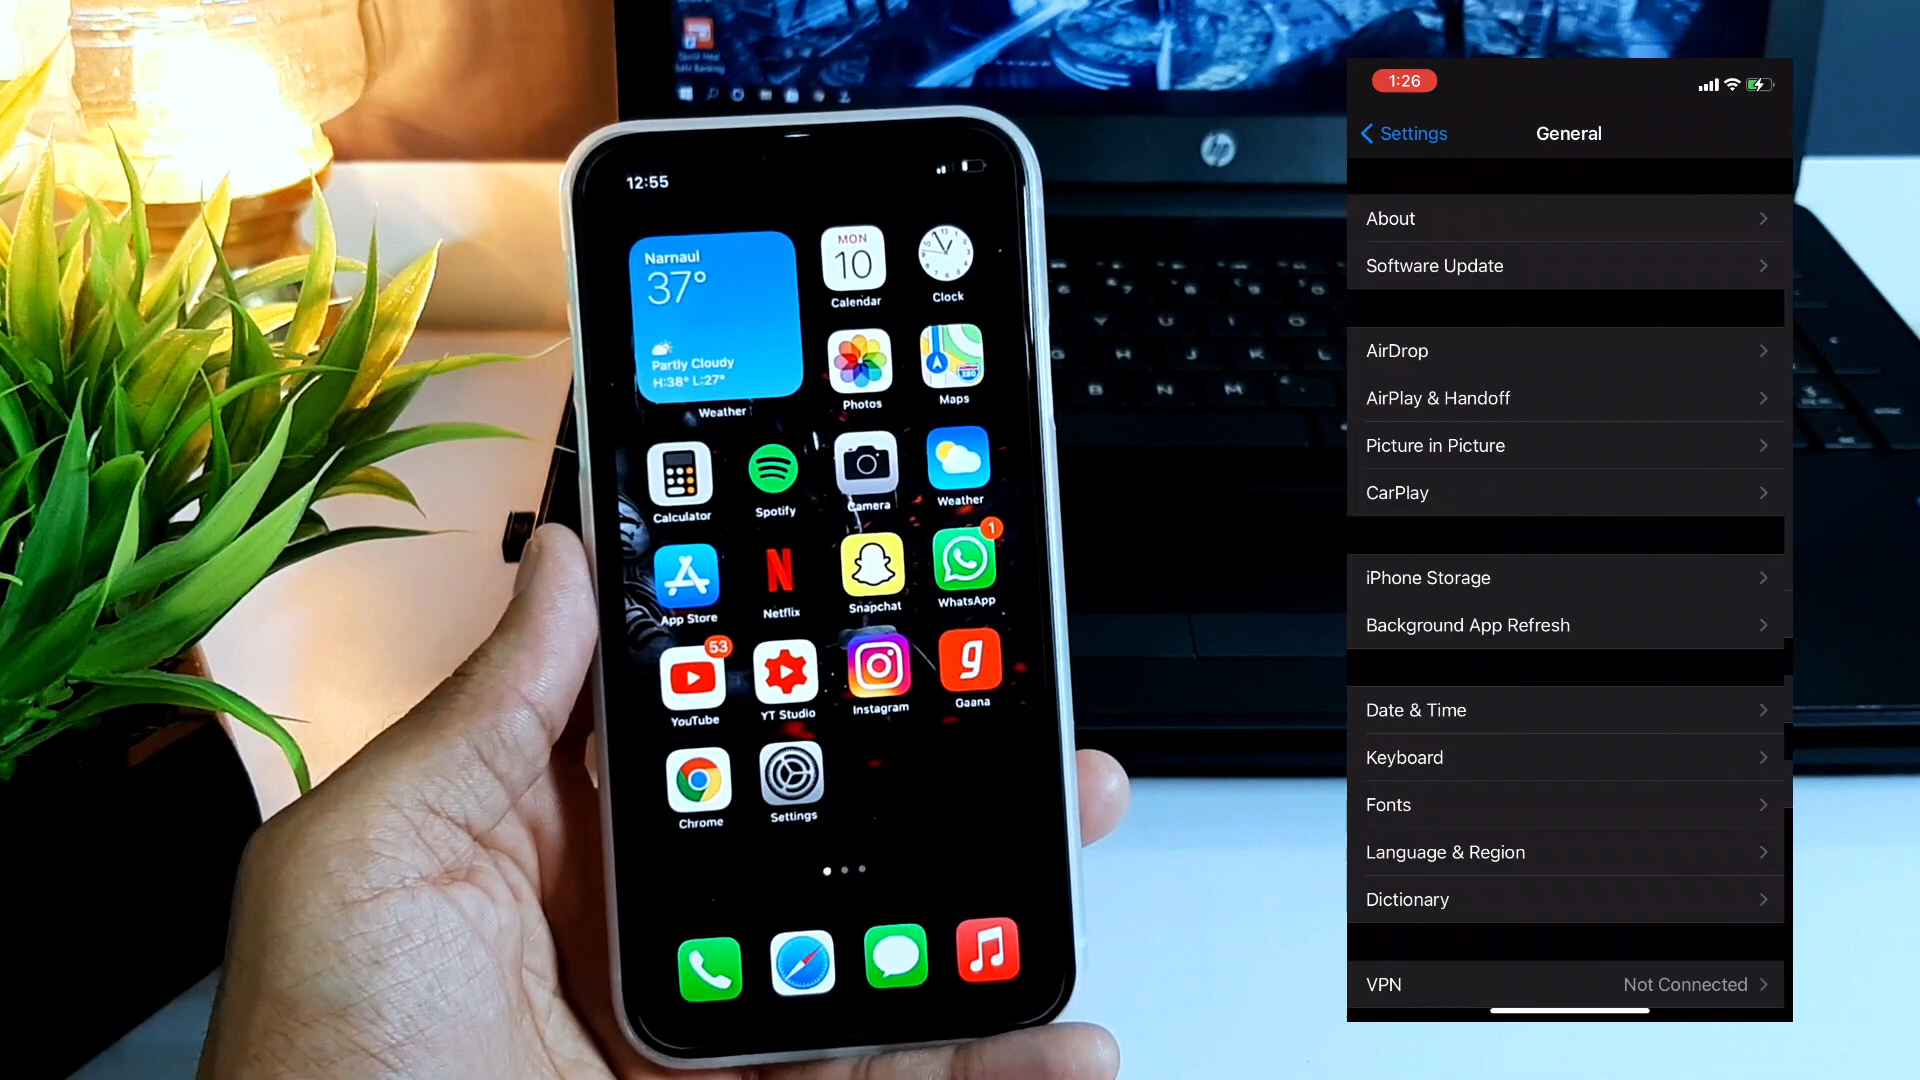 12:55
Narnaul
37°
Partly Cloudy
H:38° L:27°
Weather
MON
10
Calendar
Clock
Photos
280
Maps
Calculator
Spotify
Camera
Weather
App Store
N
Netflix
Snapchat
1
WhatsApp
53
YouTube
YT Studio
Instagram
g
Gaana
Chrome
Settings
hp
Y
U
G
H
J
K
L
B
N
M
1:26
Settings
General
About
Software Update
AirDrop
AirPlay & Handoff
Picture in Picture
CarPlay
iPhone Storage
Background App Refresh
Date & Time
Keyboard
Fonts
Language & Region
Dictionary
VPN Not Connected